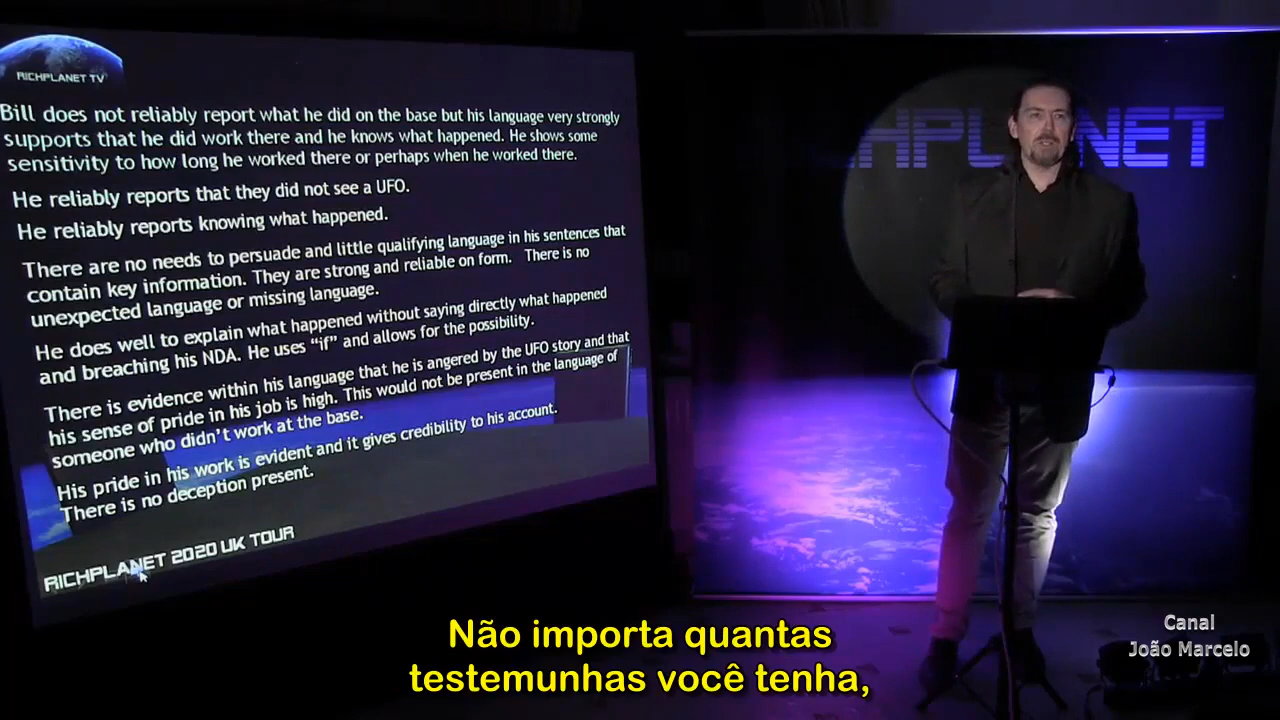 RICHPLANET TV
Bill does not reliably report what he did on the base but his language very strongly
supports that he did work there and he knows what happened. He shows some
sensitivity to how long he worked there or perhaps when he worked there.
He reliably reports that they did not see a UFO.
He reliably reports knowing what happened.
There are no needs to persuade and little qualifying language in his sentences that
contain key information. They are strong and reliable on form. There is no
unexpected language or missing language.
He does well to explain what happened without saying directly what happened
and breaching his NDA. He uses “if” and allows for the possibility.
There is evidence within his language that he is angered by the UFO story and that
his sense of pride in his job is high. This would not be present in the language of
someone who didn’t work at the base.
His pride in his work is evident and it gives credibility to his account.
There is no deception present.
RICHPLANET 2020 UK TOUR
HPL NET
Não importa quantas
testemunhas você tenha,
Canal
João Marcelo